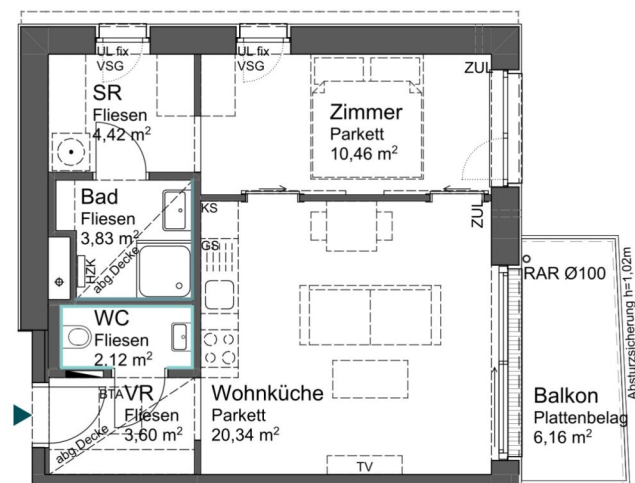 UL fix
VSG
UL fix
VSG
ZUL
SR
Fliesen
4,42 m²
Zimmer
Parkett
10,46 m²
Bad
Fliesen
3,83 m²
HZK
abg.Decke
KS
GS
ZUL
RAR Ø100
Absturzsicherung h=1,02m
WC
Fliesen
2,12 m²
BTA
VR
Fliesen
3,60 m²
abg.Decke
Wohnküche
Parkett
20,34 m²
TV
Balkon
Plattenbelag
6,16 m²